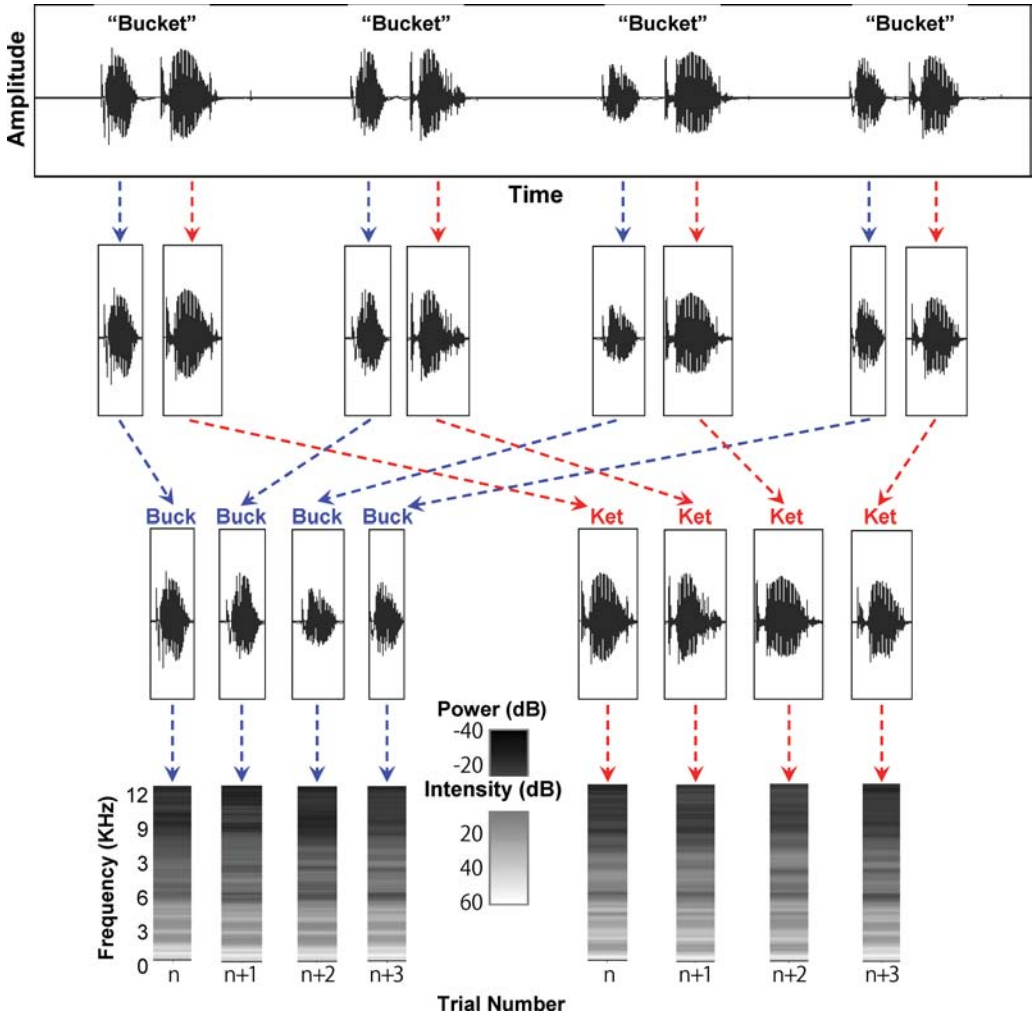 “Bucket” “Bucket” “Bucket” “Bucket”
Amplitude
Time
Buck Buck Buck Buck Ket Ket Ket Ket
Power (dB)
-40
-20
Intensity (dB)
20
40
60
Frequency (KHz)
12
9
3
6
3
0
n n+1 n+2 n+3 n n+1 n+2 n+3
Trial Number